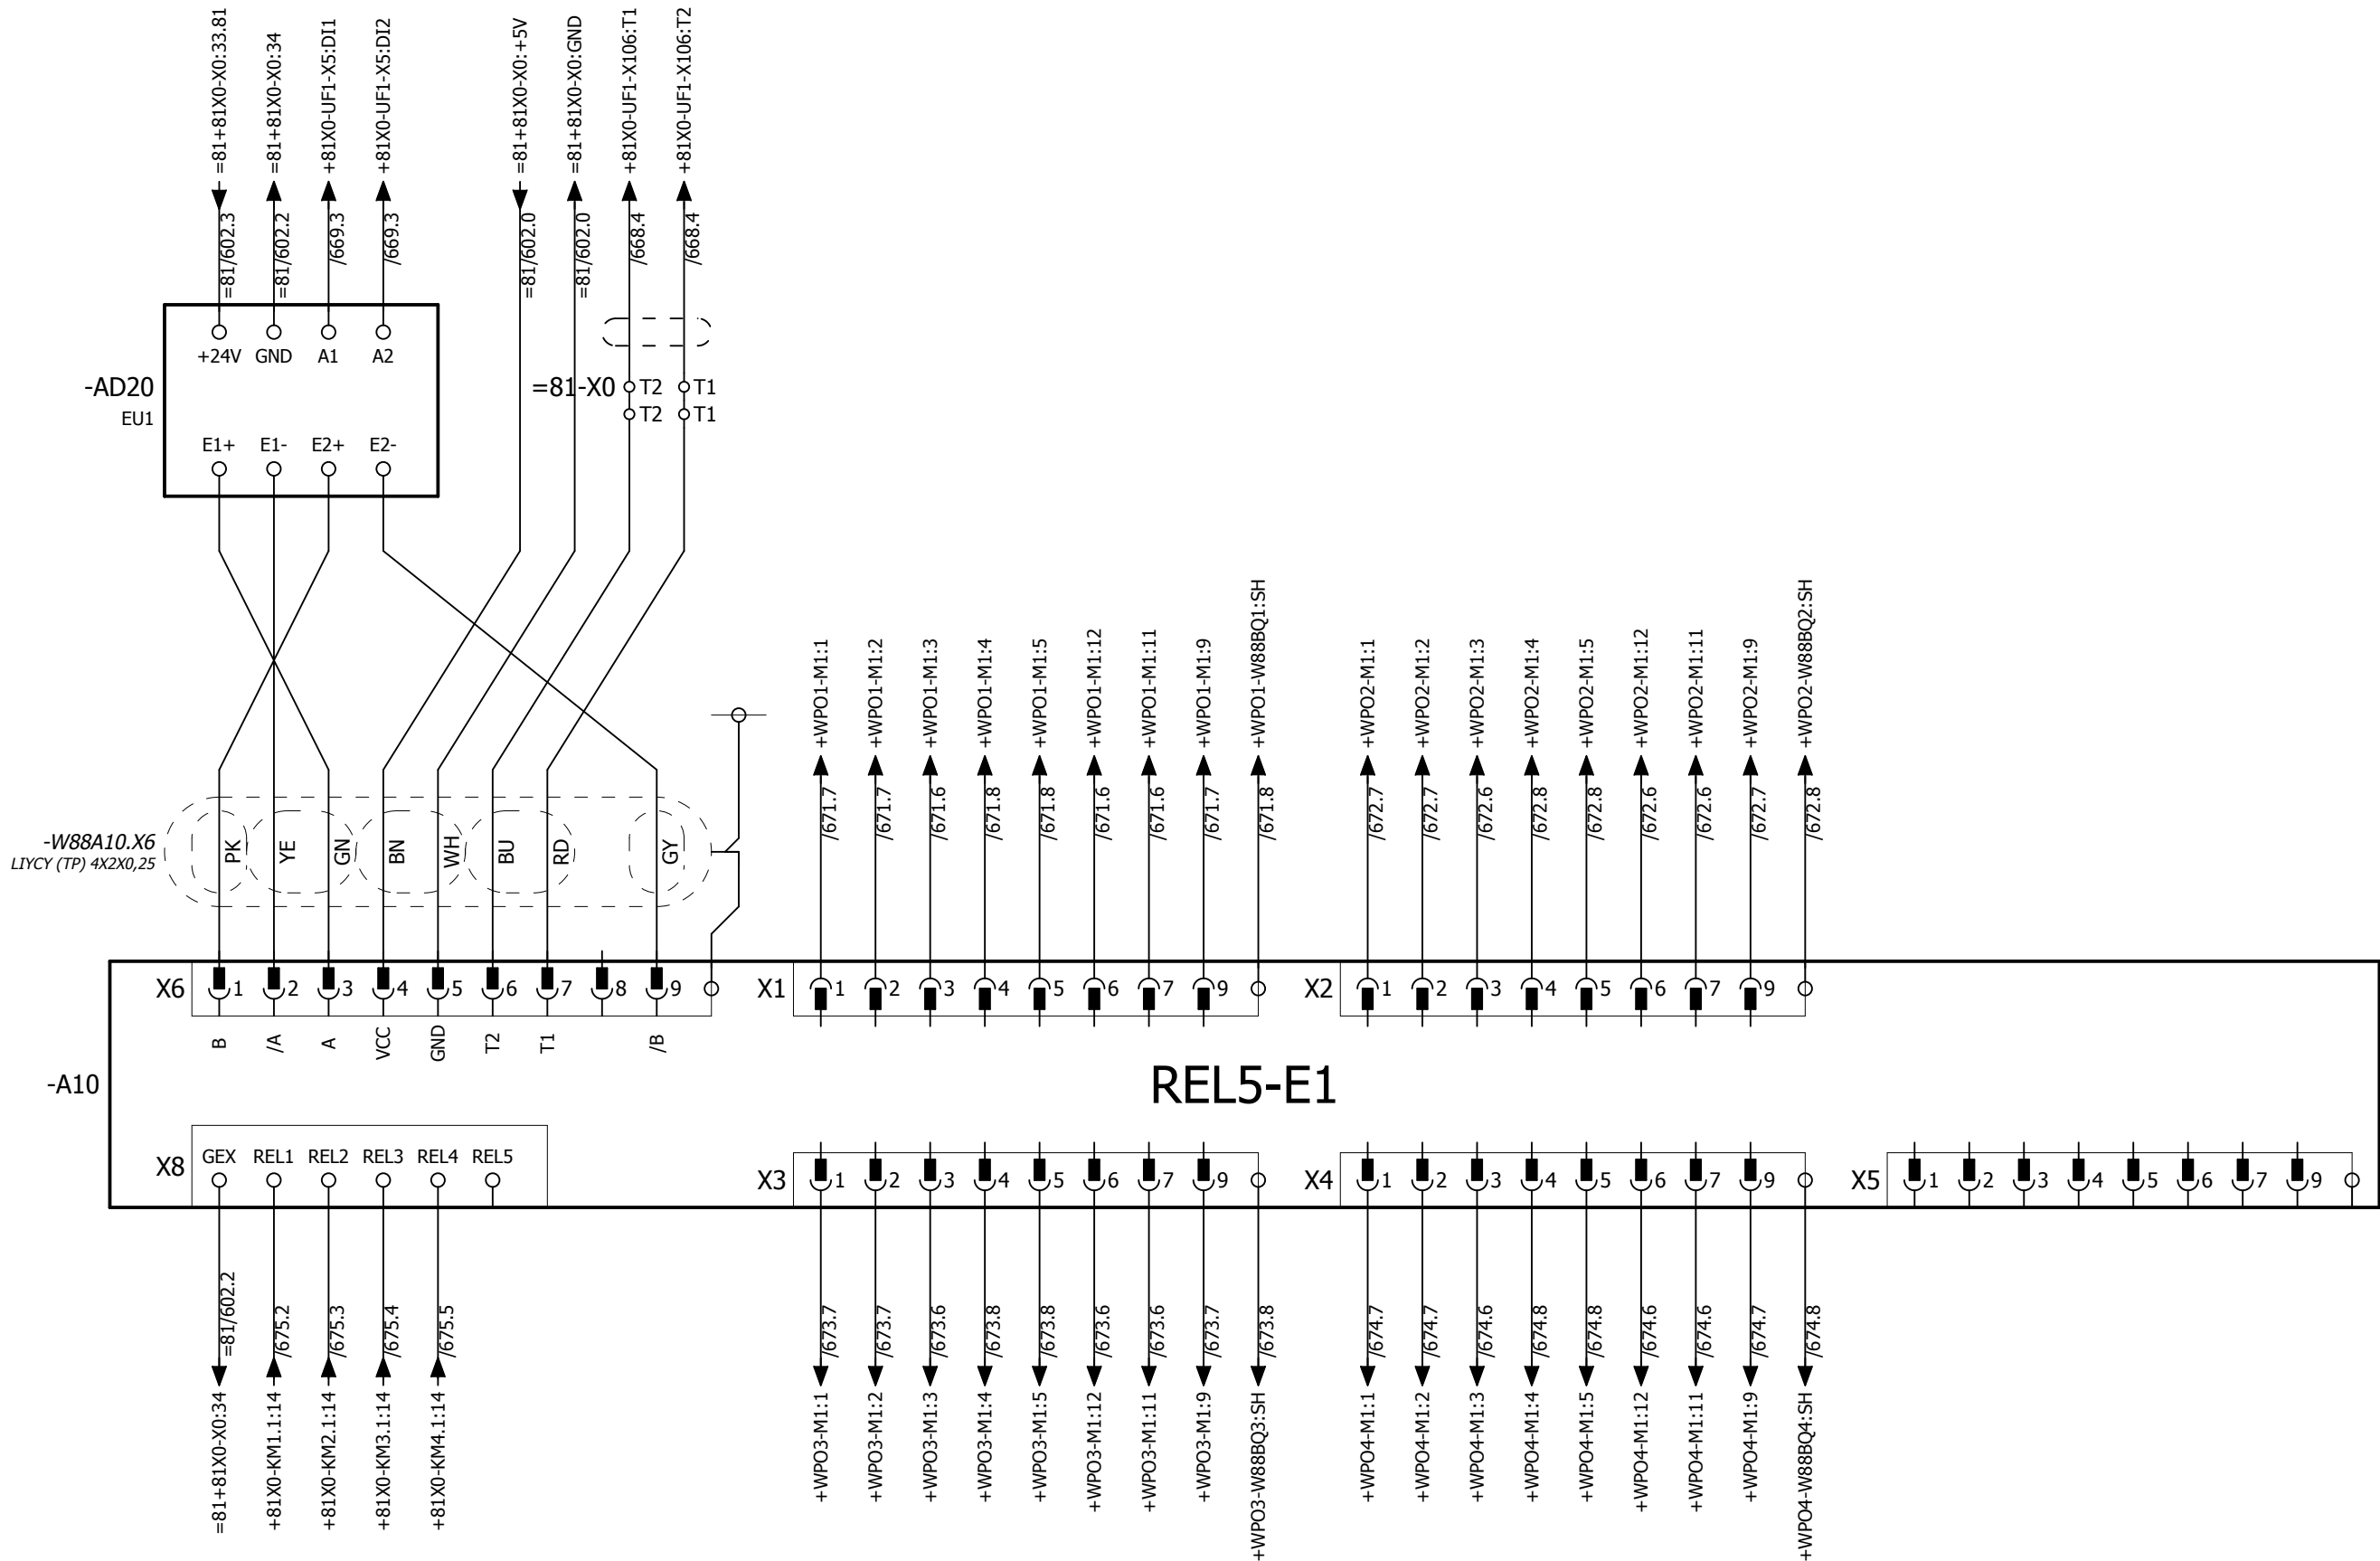 =81+81X0-X0:33.81
=81+81X0-X0:34
+81X0-UF1-X5:DI1
+81X0-UF1-X5:DI2
=81+81X0-X0:+5V
=81+81X0-X0:GND
+81X0-UF1-X106:T1
+81X0-UF1-X106:T2
=81/602.3
=81/602.2
/669.3
/669.3
=81/602.0
=81/602.0
/668.4
/668.4
+24V GND A1 A2
-AD20
EU1
=81-X0 T2 T1
T2 T1
E1+ E1- E2+ E2-
+WPO1-M1:1
+WPO1-M1:2
+WPO1-M1:3
+WPO1-M1:4
+WPO1-M1:5
+WPO1-M1:12
+WPO1-M1:11
+WPO1-M1:9
+WPO1-W88BQ1:SH
+WPO2-M1:1
+WPO2-M1:2
+WPO2-M1:3
+WPO2-M1:4
+WPO2-M1:5
+WPO2-M1:12
+WPO2-M1:11
+WPO2-M1:9
+WPO2-W88BQ2:SH
/671.7
/671.7
/671.6
/671.8
/671.8
/671.6
/671.6
/671.7
/671.8
/672.7
/672.7
/672.6
/672.8
/672.8
/672.6
/672.6
/672.7
/672.8
-W88A10.X6
LIYCY (TP) 4X2X0,25
PK YE GN BN WH BU RD GY
X6 1 2 3 4 5 6 7 8 9
X1 1 2 3 4 5 6 7 9
X2 1 2 3 4 5 6 7 9
B /A A VCC GND T2 T1 /B
-A10
REL5-E1
X8 GEX REL1 REL2 REL3 REL4 REL5
X3 1 2 3 4 5 6 7 9
X4 1 2 3 4 5 6 7 9
X5 1 2 3 4 5 6 7 9
=81/602.2
/675.2
/675.3
/675.4
/675.5
/673.7
/673.7
/673.6
/673.8
/673.8
/673.6
/673.6
/673.7
/673.8
/674.7
/674.7
/674.6
/674.8
/674.8
/674.6
/674.6
/674.7
/674.8
=81+81X0-X0:34
+81X0-KM1.1:14
+81X0-KM2.1:14
+81X0-KM3.1:14
+81X0-KM4.1:14
+WPO3-M1:1
+WPO3-M1:2
+WPO3-M1:3
+WPO3-M1:4
+WPO3-M1:5
+WPO3-M1:12
+WPO3-M1:11
+WPO3-M1:9
+WPO3-W88BQ3:SH
+WPO4-M1:1
+WPO4-M1:2
+WPO4-M1:3
+WPO4-M1:4
+WPO4-M1:5
+WPO4-M1:12
+WPO4-M1:11
+WPO4-M1:9
+WPO4-W88BQ4:SH